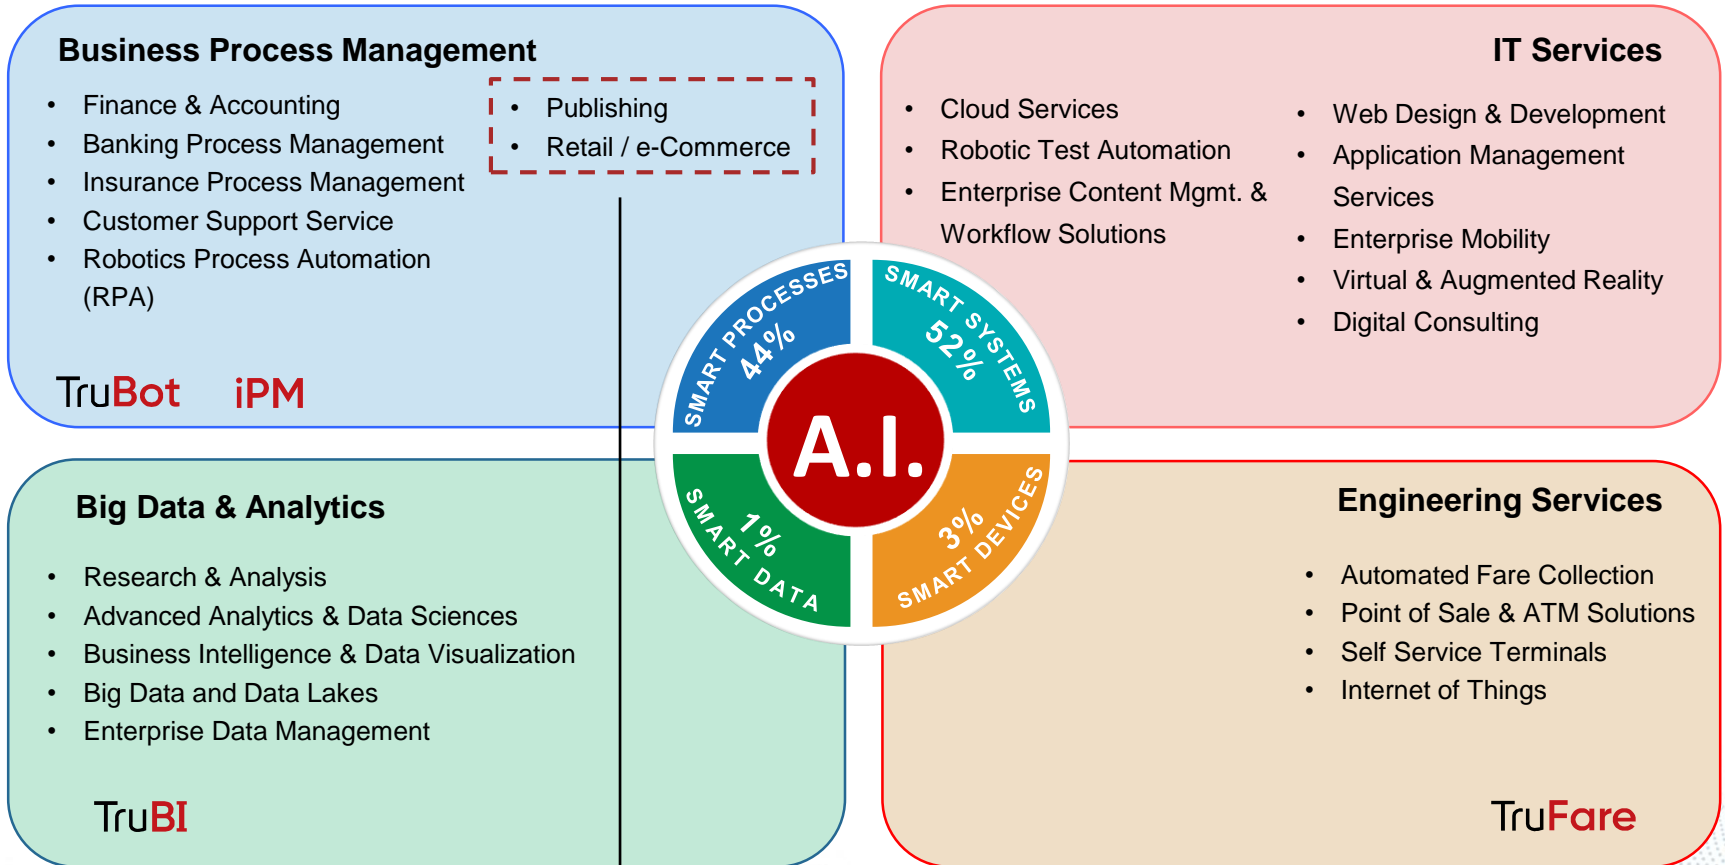 Business Process Management
• Finance & Accounting
• Banking Process Management
• Insurance Process Management
• Customer Support Service
• Robotics Process Automation
(RPA)
• Publishing
• Retail / e-Commerce
TruBot iPM
IT Services
• Cloud Services
• Robotic Test Automation
• Enterprise Content Mgmt. &
Workflow Solutions
• Web Design & Development
• Application Management
Services
• Enterprise Mobility
• Virtual & Augmented Reality
• Digital Consulting
SMART PROCESSES
44%
SMART SYSTEMS
52%
A.I.
1%
SMART DATA
3%
SMART DEVICES
Big Data & Analytics
• Research & Analysis
• Advanced Analytics & Data Sciences
• Business Intelligence & Data Visualization
• Big Data and Data Lakes
• Enterprise Data Management
TruBI
Engineering Services
• Automated Fare Collection
• Point of Sale & ATM Solutions
• Self Service Terminals
• Internet of Things
TruFare